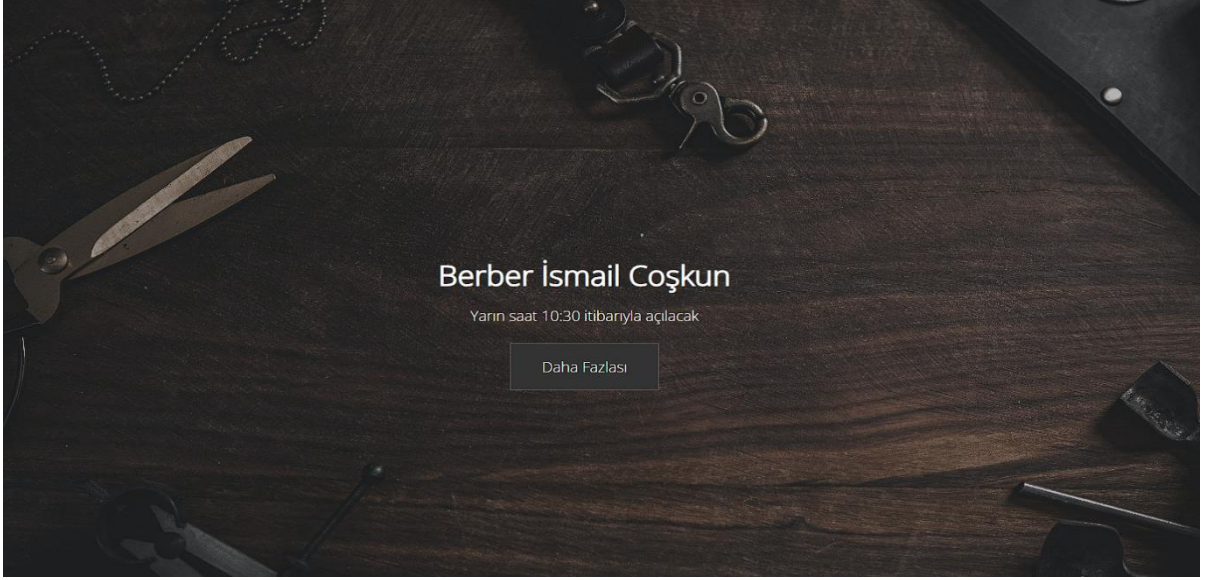 Berber İsmail Coşkun
Yarın saat 10:30 itibarıyla açılacak
Daha Fazlası